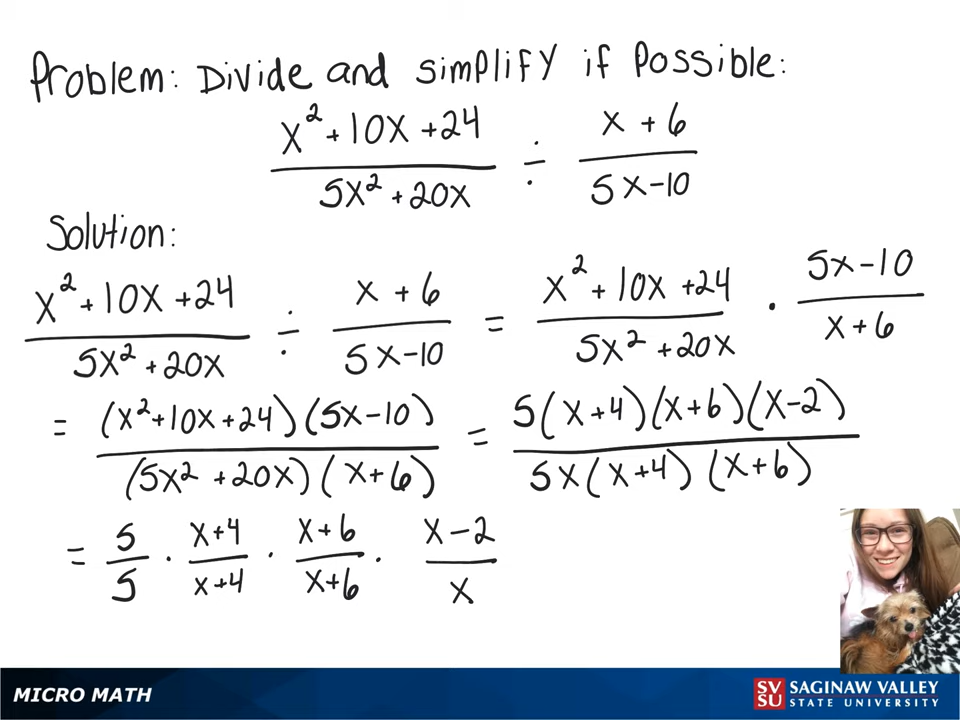 Problem: Divide and simplify if possible:
(x² + 10x + 24)/(5x² + 20x) ÷ (x + 6)/(5x - 10)
Solution:
(x² + 10x + 24)/(5x² + 20x) ÷ (x + 6)/(5x - 10) = (x² + 10x + 24)/(5x² + 20x) · (5x - 10)/(x + 6)
= ((x² + 10x + 24)(5x - 10))/((5x² + 20x)(x + 6)) = (5(x + 4)(x + 6)(x - 2))/(5x(x + 4)(x + 6))
= 5/5 · (x + 4)/(x + 4) · (x + 6)/(x + 6) · (x - 2)/x
MICRO MATH
SV
SU
SAGINAW VALLEY
STATE UNIVERSITY